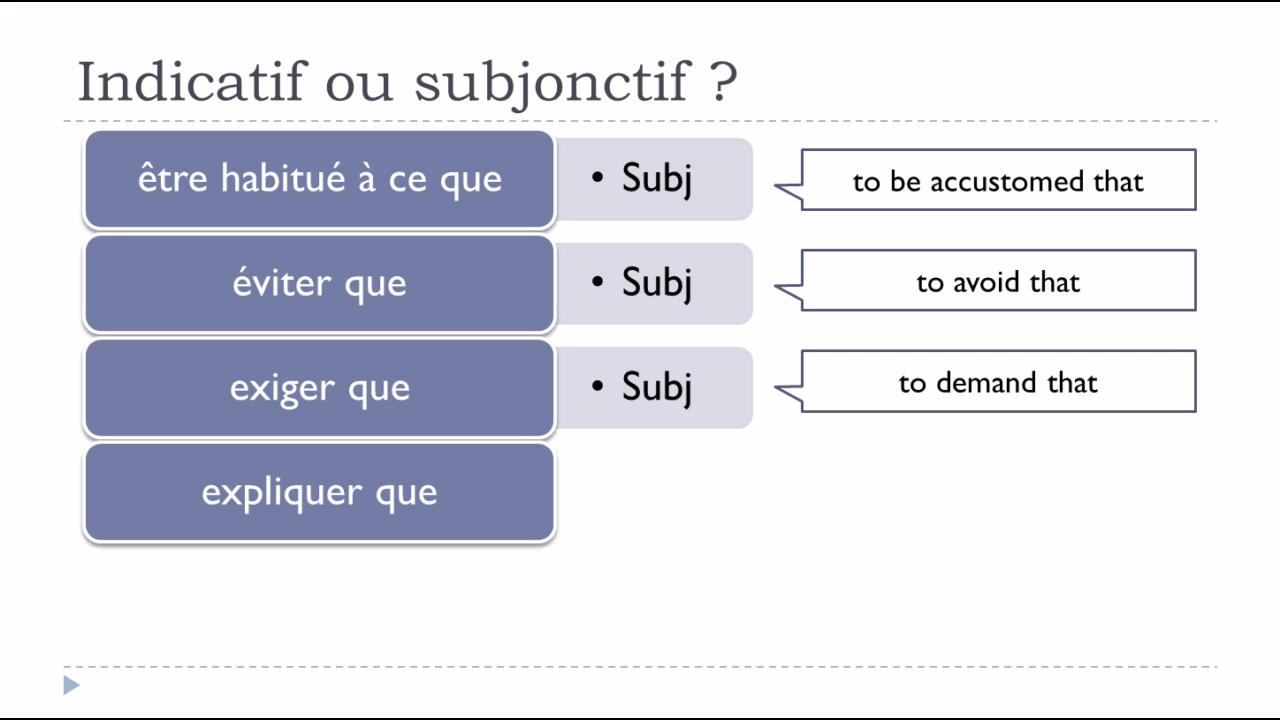 Indicatif ou subjonctif ?
être habitué à ce que
• Subj
to be accustomed that
éviter que
• Subj
to avoid that
exiger que
• Subj
to demand that
expliquer que